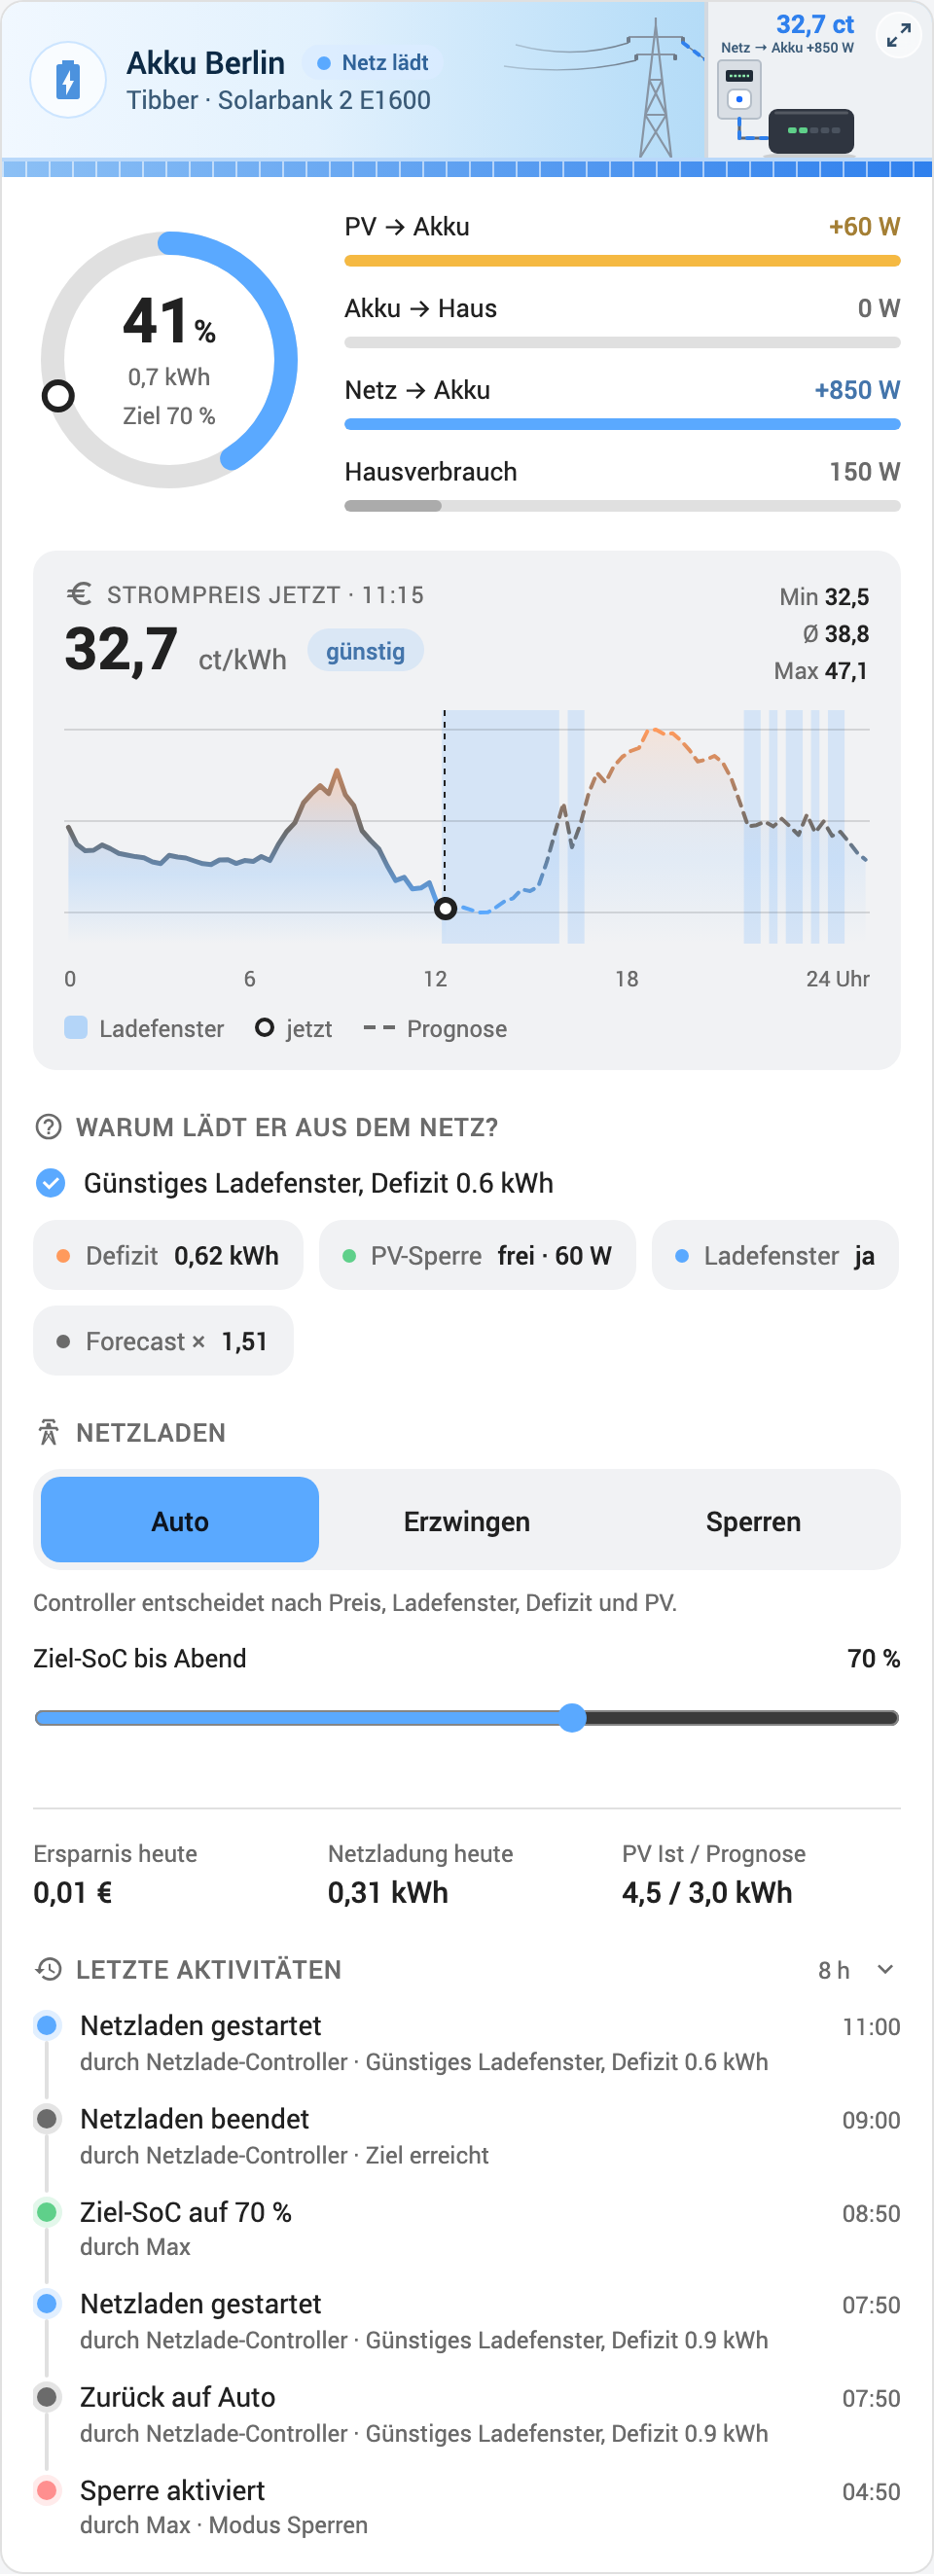 Akku Berlin
Netz lädt
Tibber · Solarbank 2 E1600
32,7 ct
Netz → Akku +850 W
PV → Akku +60 W
Akku → Haus 0 W
Netz → Akku +850 W
Hausverbrauch 150 W
41%
0,7 kWh
Ziel 70 %
STROMPREIS JETZT · 11:15
32,7 ct/kWh günstig
Min 32,5
Ø 38,8
Max 47,1
0 6 12 18 24 Uhr
Ladefenster jetzt Prognose
WARUM LÄDT ER AUS DEM NETZ?
Günstiges Ladefenster, Defizit 0.6 kWh
Defizit 0,62 kWh
PV-Sperre frei · 60 W
Ladefenster ja
Forecast × 1,51
NETZLADEN
Auto Erzwingen Sperren
Controller entscheidet nach Preis, Ladefenster, Defizit und PV.
Ziel-SoC bis Abend 70 %
Ersparnis heute Netzladung heute PV Ist / Prognose
0,01 € 0,31 kWh 4,5 / 3,0 kWh
LETZTE AKTIVITÄTEN 8 h
Netzladen gestartet 11:00
durch Netzlade-Controller · Günstiges Ladefenster, Defizit 0.6 kWh
Netzladen beendet 09:00
durch Netzlade-Controller · Ziel erreicht
Ziel-SoC auf 70 % 08:50
durch Max
Netzladen gestartet 07:50
durch Netzlade-Controller · Günstiges Ladefenster, Defizit 0.9 kWh
Zurück auf Auto 07:50
durch Netzlade-Controller · Günstiges Ladefenster, Defizit 0.9 kWh
Sperre aktiviert 04:50
durch Max · Modus Sperren